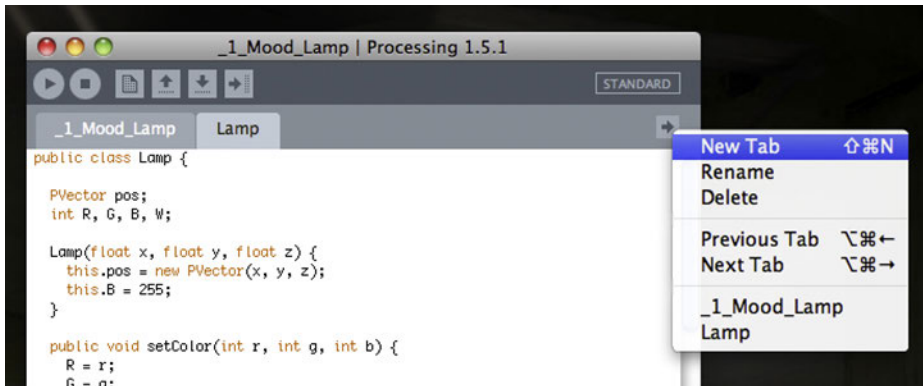 _1_Mood_Lamp | Processing 1.5.1
STANDARD
_1_Mood_Lamp Lamp
public class Lamp {
PVector pos;
int R, G, B, W;
Lamp(float x, float y, float z) {
this.pos = new PVector(x, y, z);
this.B = 255;
}
public void setColor(int r, int g, int b) {
R = r;
G = g;
New Tab ⇧⌘N
Rename
Delete
Previous Tab ⌥⌘←
Next Tab ⌥⌘→
_1_Mood_Lamp
Lamp